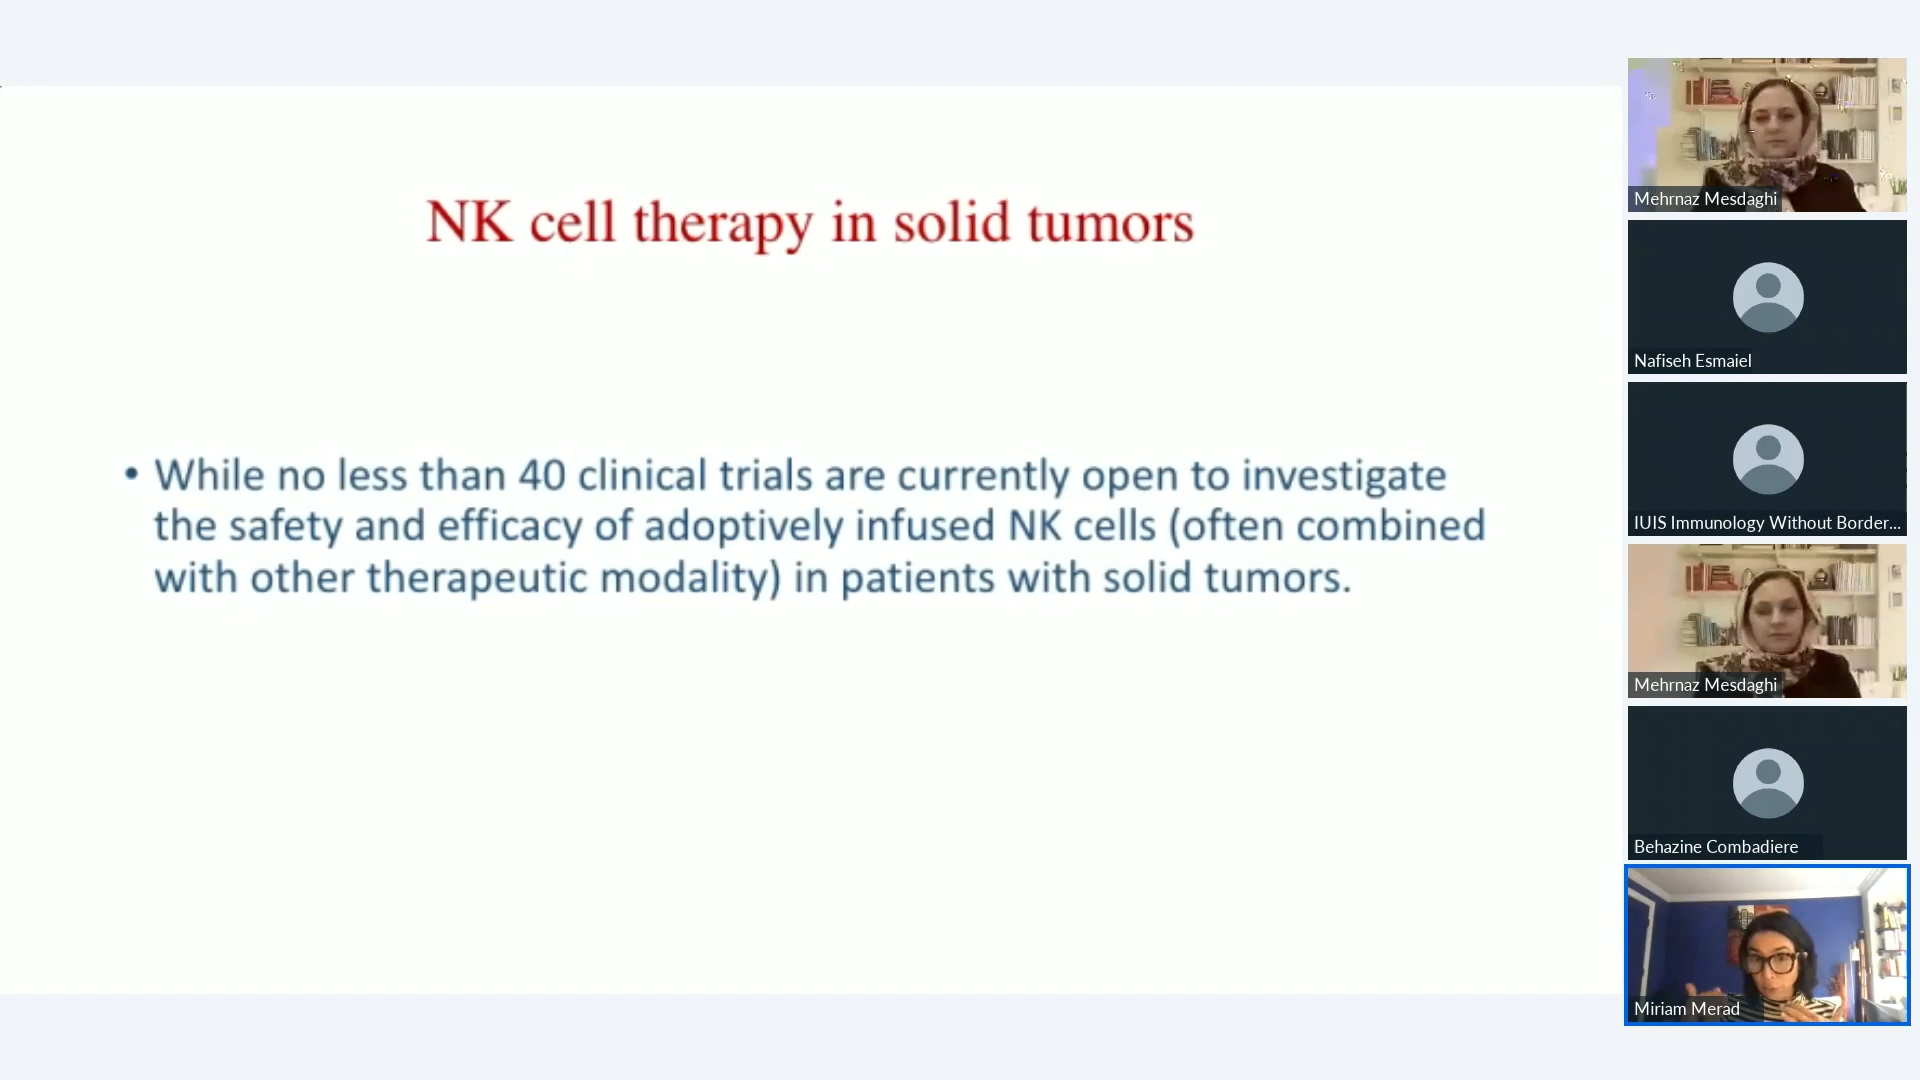 NK cell therapy in solid tumors
• While no less than 40 clinical trials are currently open to investigate
the safety and efficacy of adoptively infused NK cells (often combined
with other therapeutic modality) in patients with solid tumors.
Mehrnaz Mesdaghi
Nafiseh Esmaiel
IUIS Immunology Without Border...
Mehrnaz Mesdaghi
Behazine Combadiere
Miriam Merad